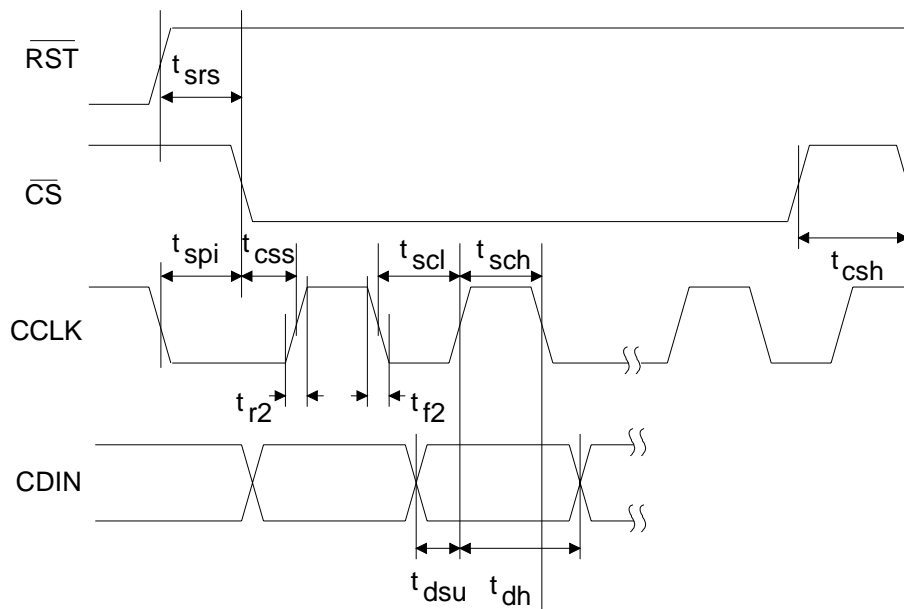 RST
t srs
CS
t spi t css t scl t sch t csh
CCLK
t r2 t f2
CDIN
t dsu t dh